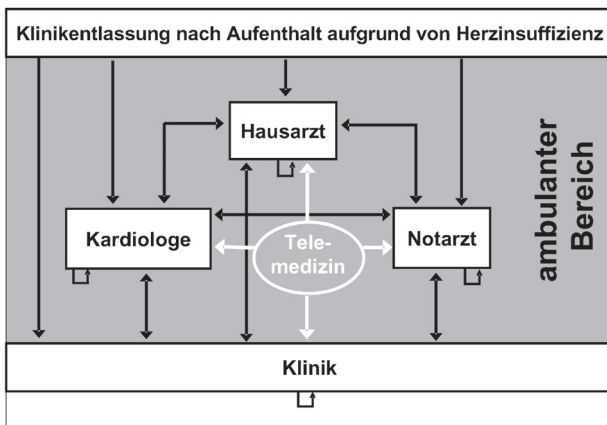 Klinikentlassung nach Aufenthalt aufgrund von Herzinsuffizienz
Hausarzt
Kardiologe
Tele-
medizin
Notarzt
ambulanter
Bereich
Klinik